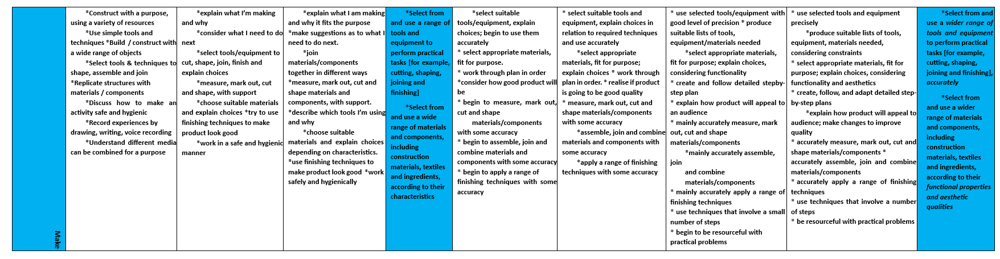 Make
*Construct with a purpose,
using a variety of resources
*Use simple tools and
techniques *Build / construct with
a wide range of objects
*Select tools & techniques to
shape, assemble and join
*Replicate structures with
materials / components
*Discuss how to make an
activity safe and hygienic
*Record experiences by
drawing, writing, voice recording
*Understand different media
can be combined for a purpose
*explain what I'm making
and why
*consider what I need to do
next
*select tools/equipment to
cut, shape, join, finish and
explain choices
*measure, mark out, cut
and shape, with support
*choose suitable materials
and explain choices *try to use
finishing techniques to make
product look good
*work in a safe and hygienic
manner
*explain what I am making
and why it fits the purpose
*make suggestions as to what I
need to do next.
*join
materials/components
together in different ways
*measure, mark out, cut and
shape materials and
components, with support.
*describe which tools I'm using
and why
*choose suitable
materials and explain choices
depending on characteristics.
*use finishing techniques to
make product look good *work
safely and hygienically
*Select from
and use a range of
tools and
equipment to
perform practical
tasks [for example,
cutting, shaping,
joining and
finishing]
*Select from
and use a wide
range of materials
and components,
including
construction
materials, textiles
and ingredients,
according to their
characteristics
*select suitable
tools/equipment, explain
choices; begin to use them
accurately
* select appropriate materials,
fit for purpose.
* work through plan in order
*consider how good product will
be
* begin to measure, mark out,
cut and shape
materials/components
with some accuracy
* begin to assemble, join and
combine materials and
components with some accuracy
* begin to apply a range of
finishing techniques with some
accuracy
* select suitable tools and
equipment, explain choices in
relation to required techniques
and use accurately
*select appropriate
materials, fit for purpose;
explain choices * work through
plan in order. * realise if product
is going to be good quality
* measure, mark out, cut and
shape materials/components
with some accuracy
*assemble, join and combine
materials and components with
some accuracy
*apply a range of finishing
techniques with some accuracy
* use selected tools/equipment with
good level of precision * produce
suitable lists of tools,
equipment/materials needed
*select appropriate materials,
fit for purpose; explain choices,
considering functionality
* create and follow detailed stepby-
step plan
* explain how product will appeal to
an audience
* mainly accurately measure, mark
out, cut and shape
materials/components
*mainly accurately assemble,
join
and combine
materials/components
* mainly accurately apply a range of
finishing techniques
* use techniques that involve a small
number of steps
* begin to be resourceful with
practical problems
* use selected tools and equipment
precisely
*produce suitable lists of tools,
equipment, materials needed,
considering constraints
* select appropriate materials, fit for
purpose; explain choices, considering
functionality and aesthetics
* create, follow, and adapt detailed step-
by-step plans
*explain how product will appeal to
audience; make changes to improve
quality
* accurately measure, mark out, cut and
shape materials/components *
accurately assemble, join and combine
materials/components
* accurately apply a range of finishing
techniques
* use techniques that involve a number
of steps
* be resourceful with practical problems
*Select from and
use a wider range of
tools and equipment
to perform practical
tasks [for example,
cutting, shaping,
joining and finishing],
accurately
*Select from
and use a wider
range of materials
and components,
including
construction
materials, textiles
and ingredients,
according to their
functional properties
and aesthetic
qualities